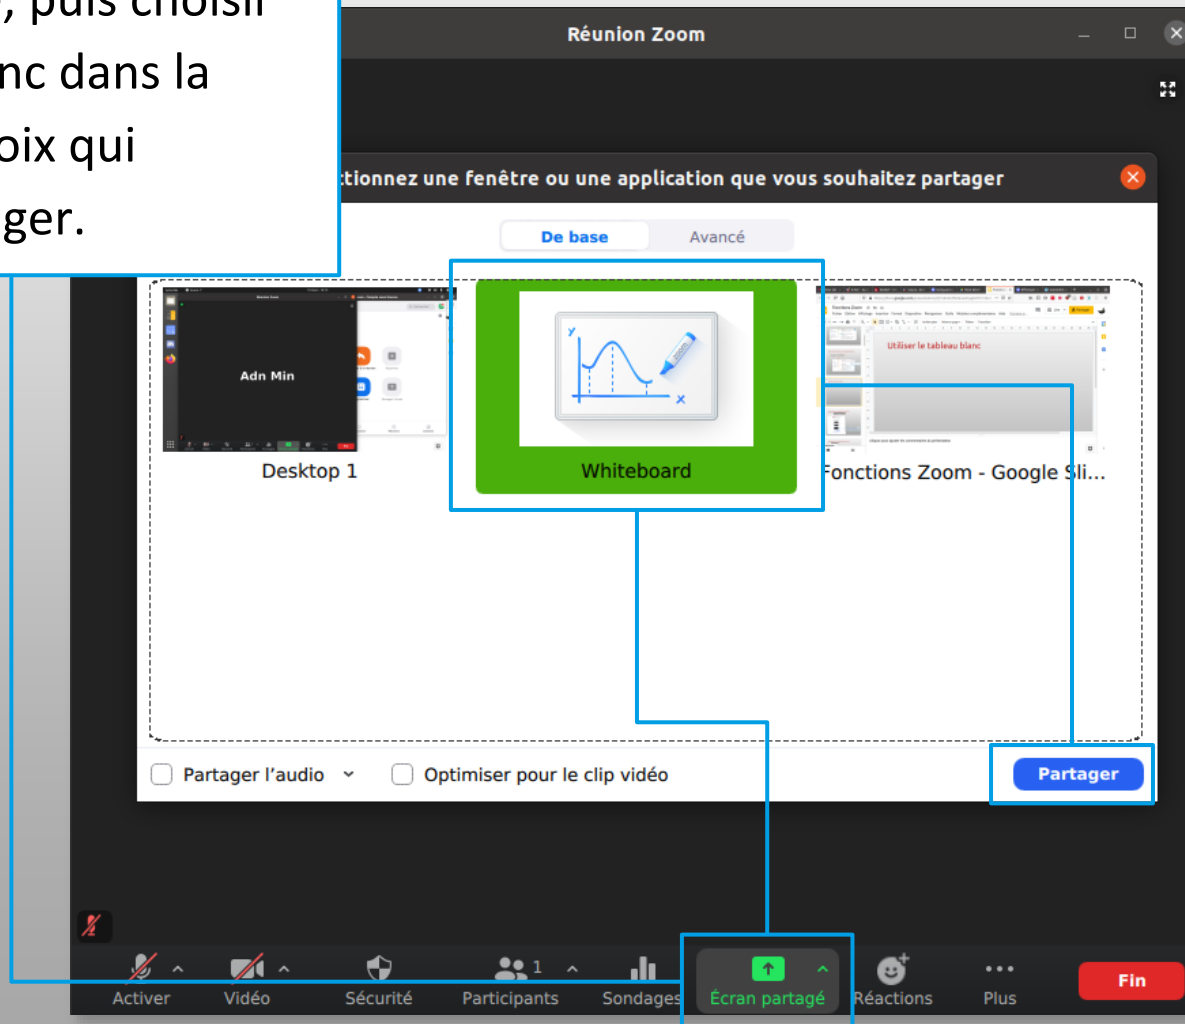 , puis choisir
nc dans la
oix qui
ger.
Réunion Zoom
tionnez une fenêtre ou une application que vous souhaitez partager
De base
Avancé
Adn Min
Utiliser le tableau blanc
zoom
y
x
Desktop 1
Whiteboard
Fonctions Zoom - Google Sli...
Partager l’audio
Optimiser pour le clip vidéo
Partager
Activer
Vidéo
Sécurité
1
Participants
Sondages
Écran partagé
Réactions
Plus
Fin